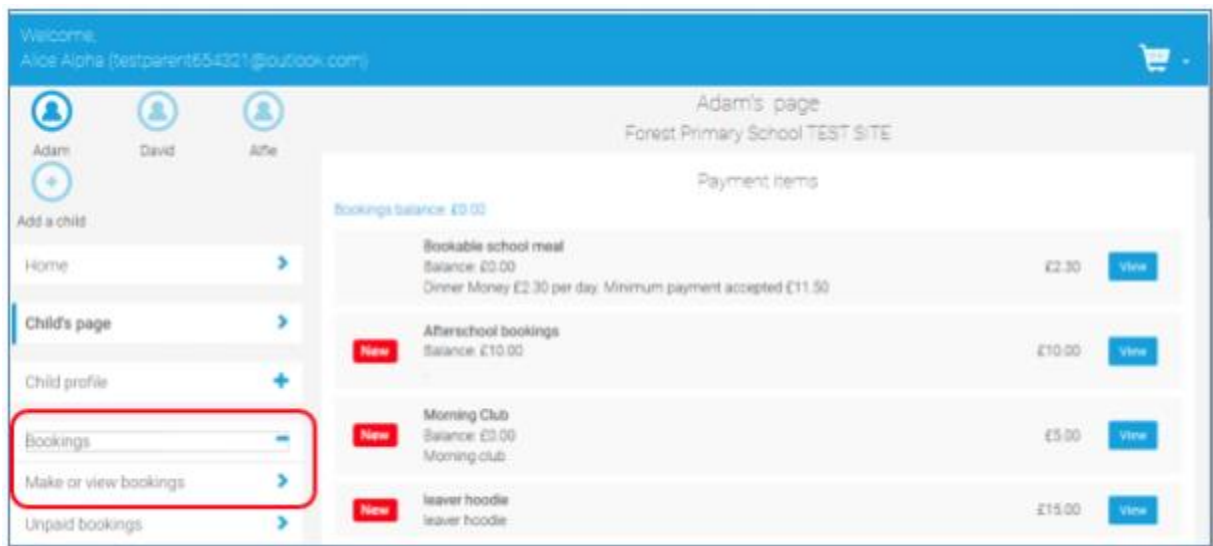 Welcome,
Alice Alpha (testparent654321@outlook.com)
Adam
David
Alfie
Add a child
Home
Child's page
Child profile
Bookings
Make or view bookings
Unpaid bookings
Adam's page
Forest Primary School TEST SITE
Payment items
Bookings balance: £0.00
Bookable school meal
Balance: £0.00
Dinner Money £2.30 per day. Minimum payment accepted £11.50
£2.30
View
New
Afterschool bookings
Balance: £10.00
£10.00
View
New
Morning Club
Balance: £0.00
Morning club
£5.00
View
New
leaver hoodie
leaver hoodie
£15.00
View